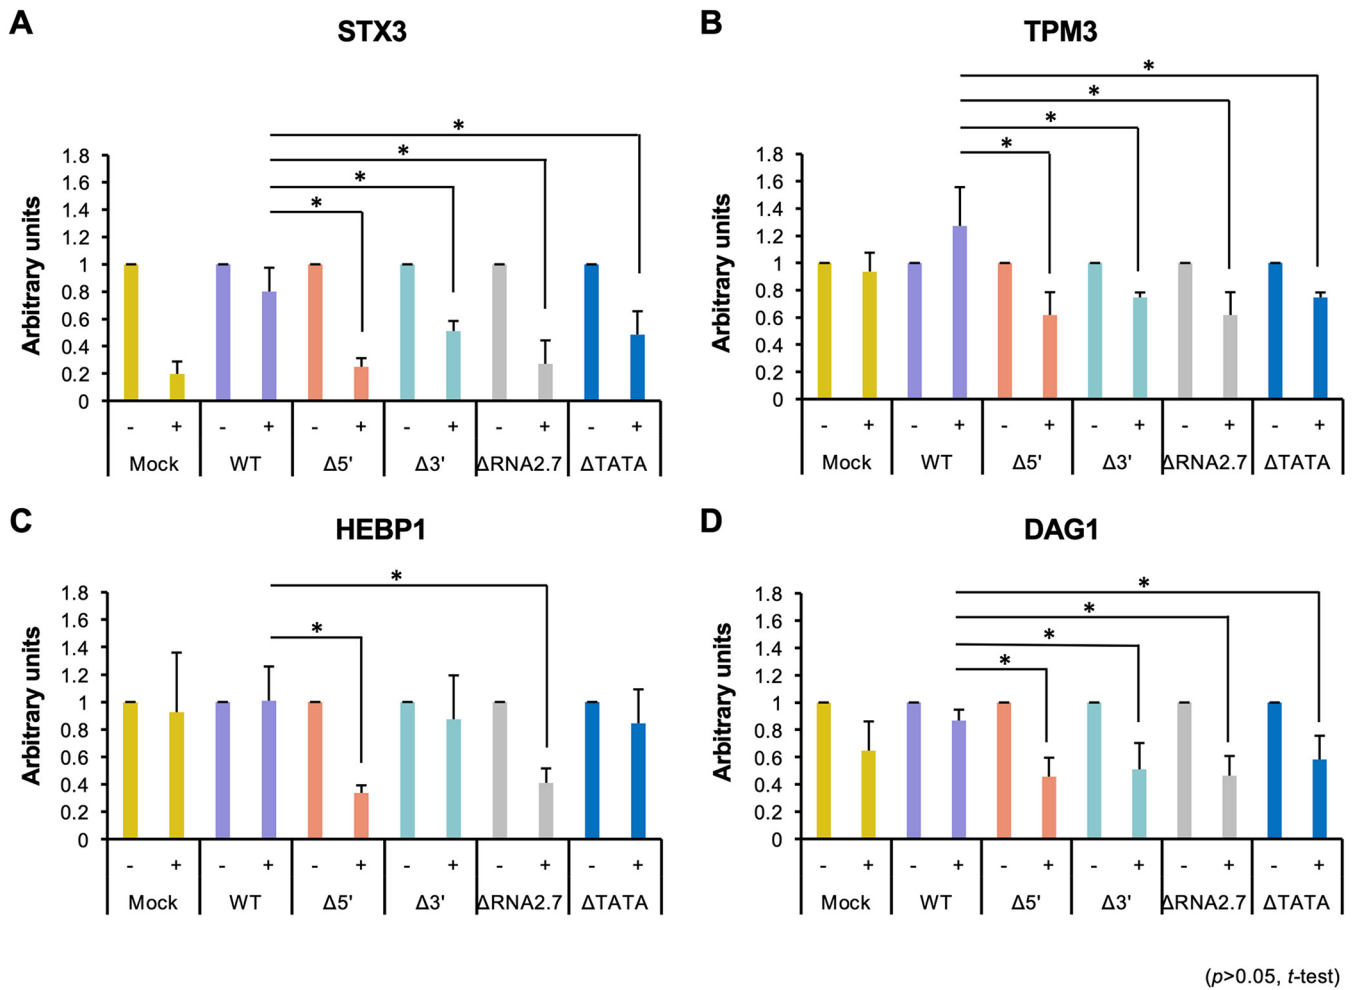 A
STX3
Arbitrary units
1.8
1.6
1.4
1.2
1
0.8
0.6
0.4
0.2
0
* * * *
- + - + - + - + - + - +
Mock WT Δ5' Δ3' ΔRNA2.7 ΔTATA
B
TPM3
Arbitrary units
1.8
1.6
1.4
1.2
1
0.8
0.6
0.4
0.2
0
* * * *
- + - + - + - + - + - +
Mock WT Δ5' Δ3' ΔRNA2.7 ΔTATA
C
HEBP1
Arbitrary units
1.8
1.6
1.4
1.2
1
0.8
0.6
0.4
0.2
0
* *
- + - + - + - + - + - +
Mock WT Δ5' Δ3' ΔRNA2.7 ΔTATA
D
DAG1
Arbitrary units
1.8
1.6
1.4
1.2
1
0.8
0.6
0.4
0.2
0
* * * *
- + - + - + - + - + - +
Mock WT Δ5' Δ3' ΔRNA2.7 ΔTATA
(p>0.05, t-test)